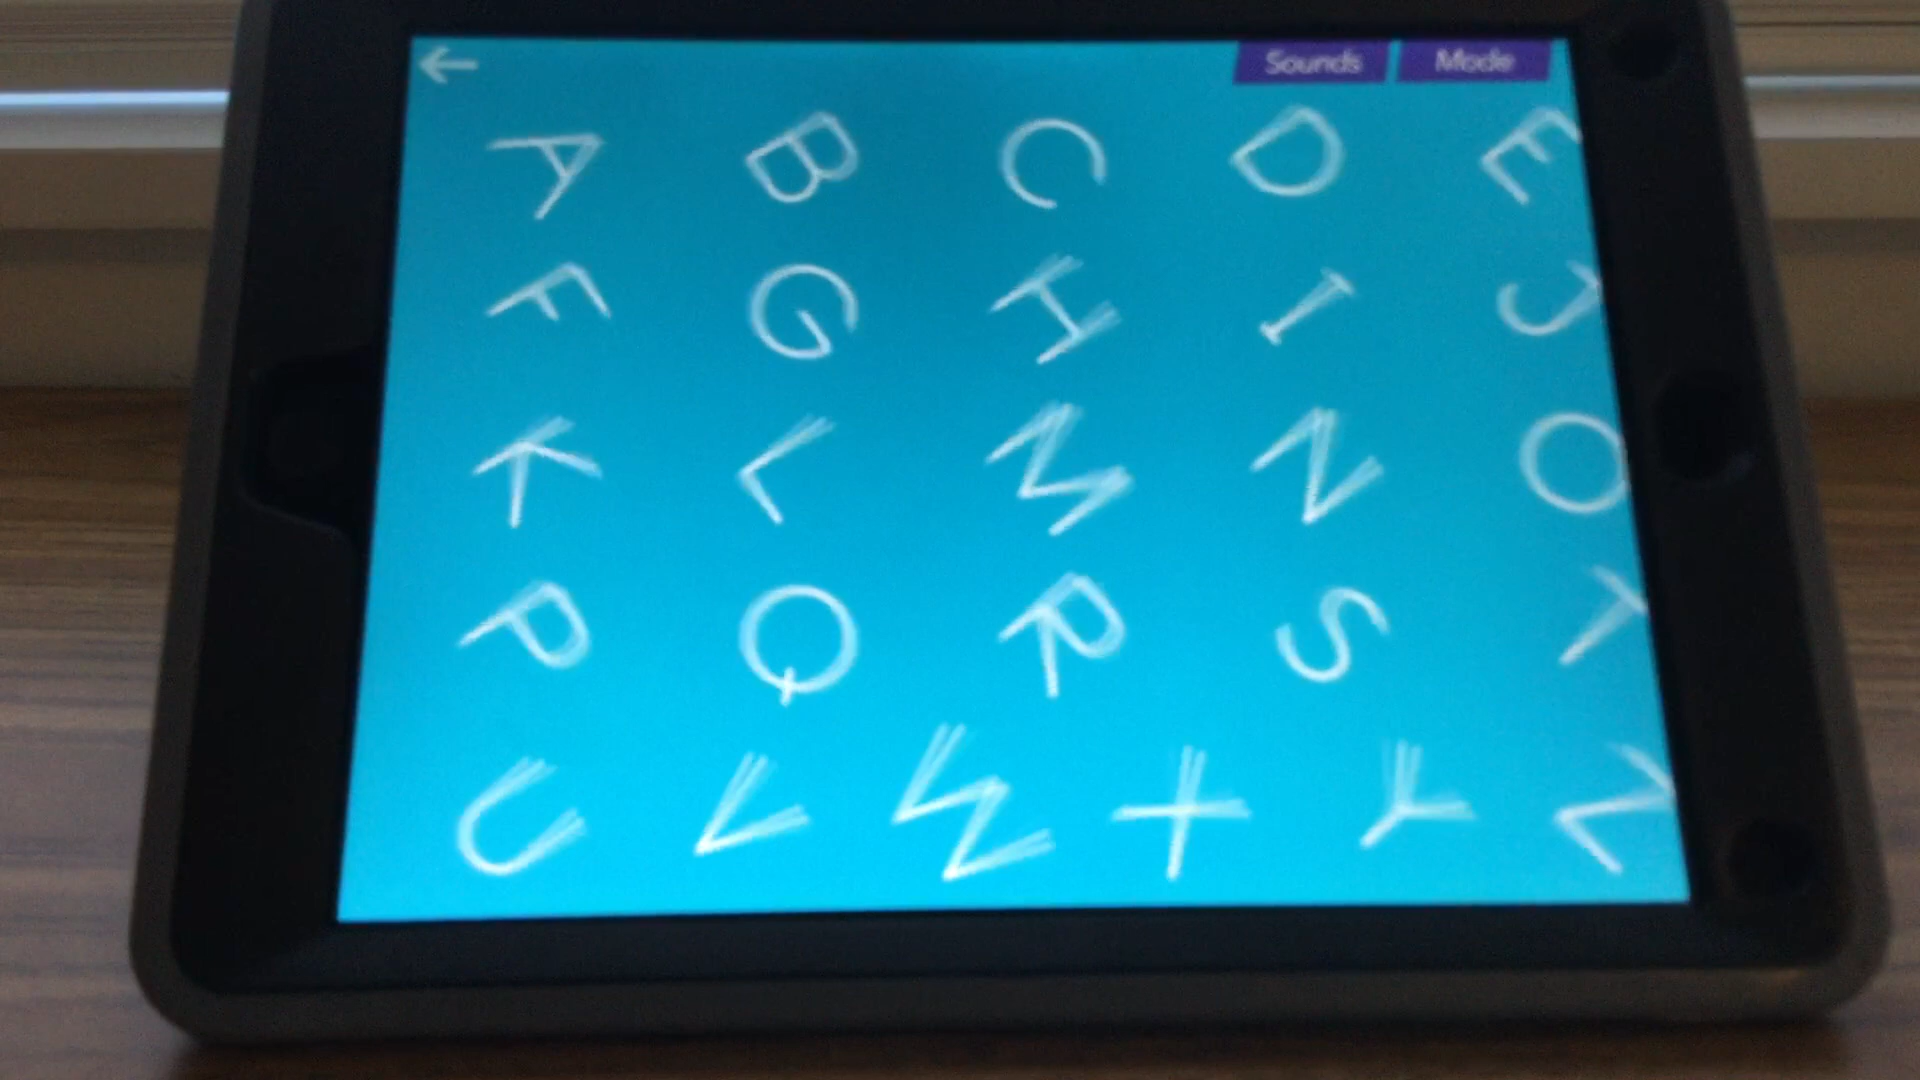 Sounds Mode
A B C D E
F G H I J
K L M N O
P Q R S T
U V W X Y Z